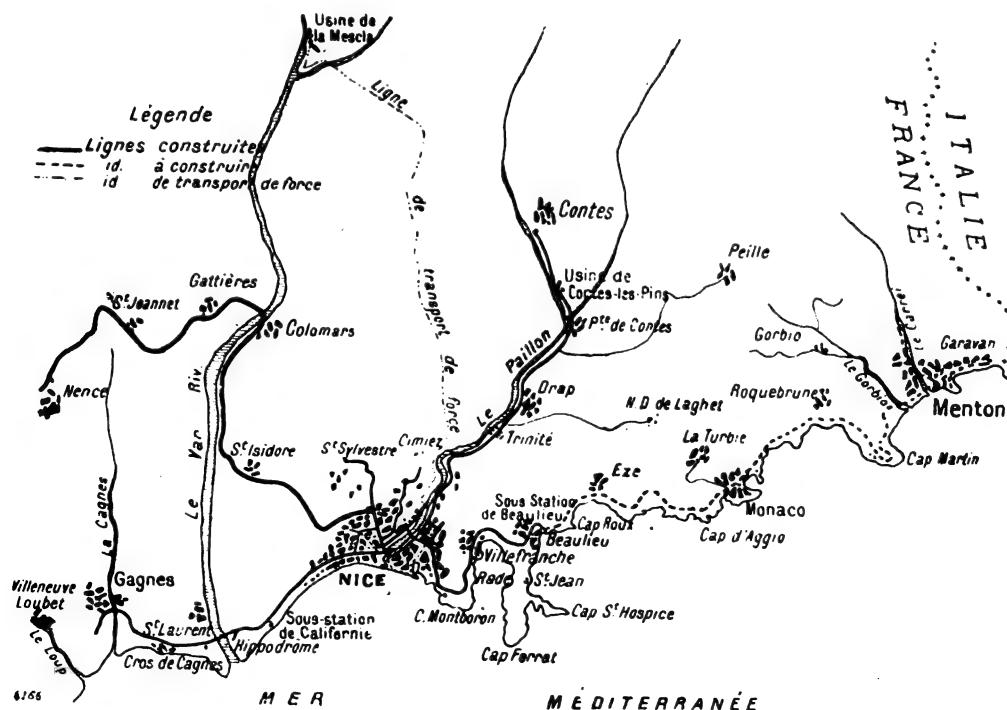 Usine de
la Mescla
Ligne
de
transport
de
force
Légende
Lignes construites
id. à construire
id de transport de force
ITALIE
FRANCE
Contes
Usine de
Contes-les-Pins
Pte de Contes
Peille
Gattières
St Jeannet
Colomars
Nence
Le Var Riv.
Le Paillon
Drap
Trinité
N.D. de Laghet
Gorbio
Le Gorbio
Le Carrei
Garavan
Menton
Roquebrune
Cap Martin
La Turbie
Monaco
Cap d'Aggio
Eze
St Isidore
St Sylvestre
Cimiez
Sous Station
de Beaulieu
Cap Roux
Beaulieu
Villefranche
Rade
St Jean
Cap St Hospice
C. Montboron
Cap Ferrat
NICE
La Cagnes
Gagnes
Villeneuve
Loubet
Le Loup
St Laurent
Cros de Cagnes
Hippodrome
Sous-station
de Californie
6166
MER MÉDITERRANÉE